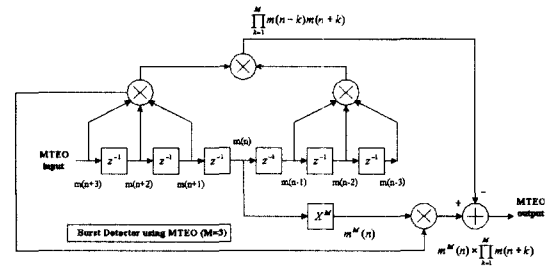 ∏_{k=1}^{M} m(n-k)m(n+k)
MTEO
input
m(n+3)
z⁻¹
m(n+2)
z⁻¹
m(n+1)
z⁻¹
m(n)
z⁻¹
m(n-1)
z⁻¹
m(n-2)
z⁻¹
m(n-3)
X^M
m^M(n)
+
−
MTEO
output
Burst Detector using MTEO (M=3)
m^M(n) × ∏_{k=1}^{M} m(n+k)